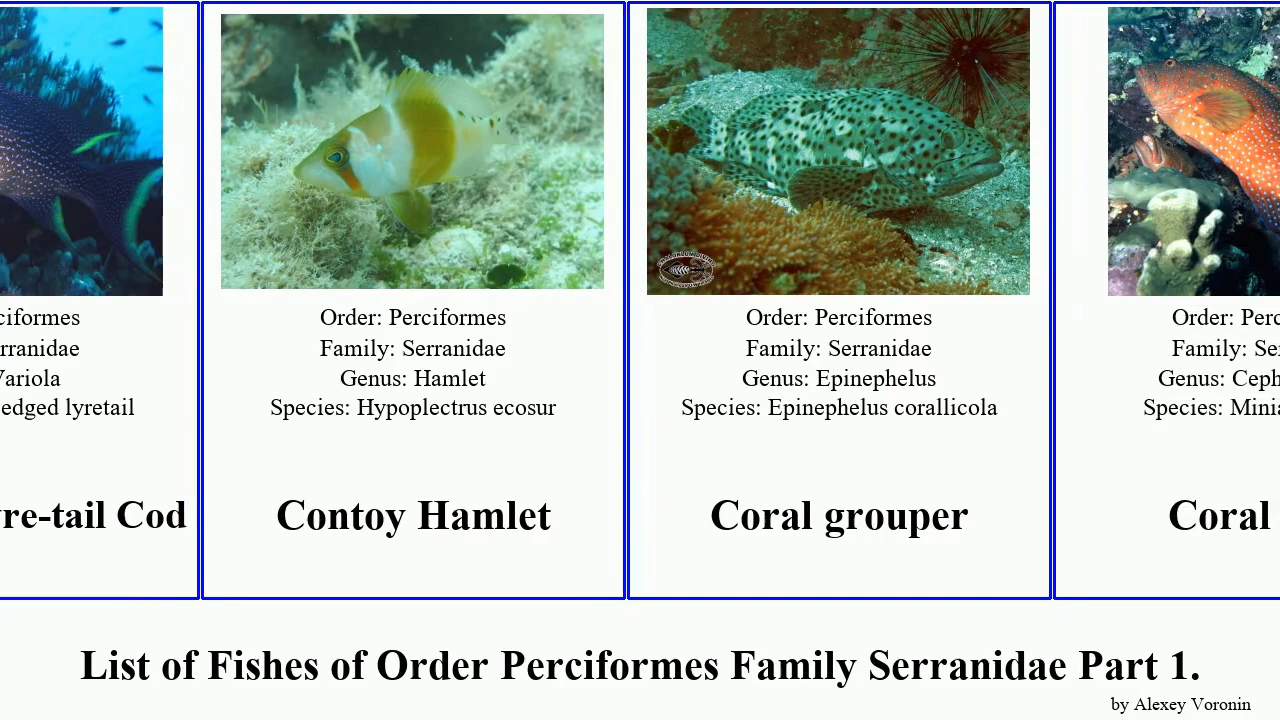 ciformes
rranidae
Variola
edged lyretail
re-tail Cod
Order: Perciformes
Family: Serranidae
Genus: Hamlet
Species: Hypoplectrus ecosur
Contoy Hamlet
Order: Perciformes
Family: Serranidae
Genus: Epinephelus
Species: Epinephelus corallicola
Coral grouper
Order: Perc
Family: Se
Genus: Ceph
Species: Minia
Coral
List of Fishes of Order Perciformes Family Serranidae Part 1.
by Alexey Voronin